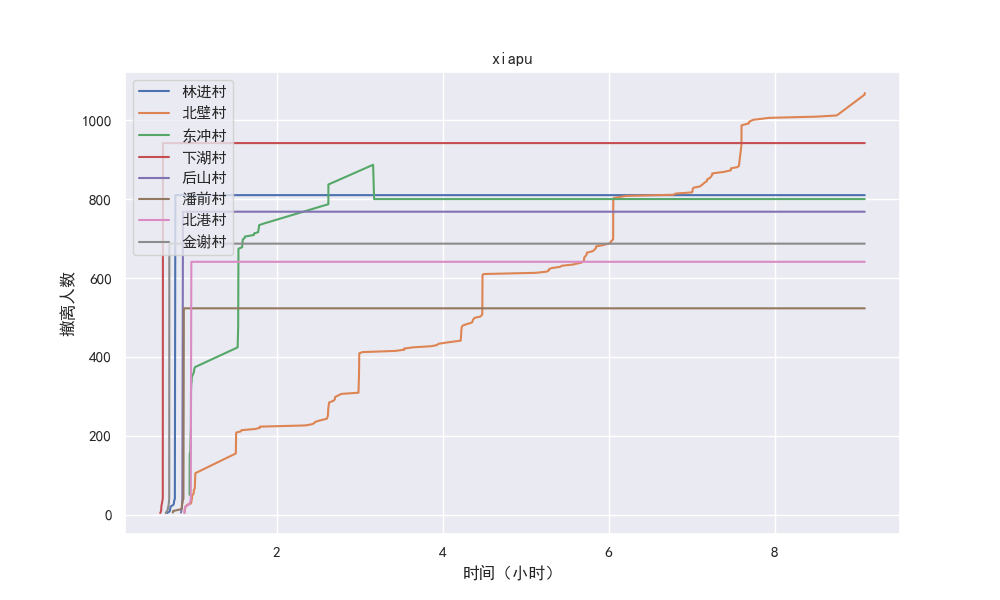 xiapu
林进村
北壁村
东冲村
下湖村
后山村
潘前村
北港村
金谢村
撤离人数
1000
800
600
400
200
0
2 4 6 8
时间（小时）